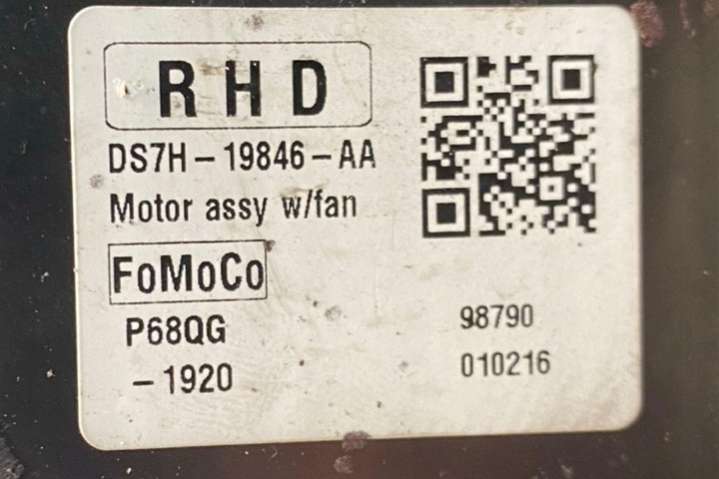 RHD
DS7H-19846-AA
Motor assy w/fan
FoMoCo
P68QG
-1920
98790
010216